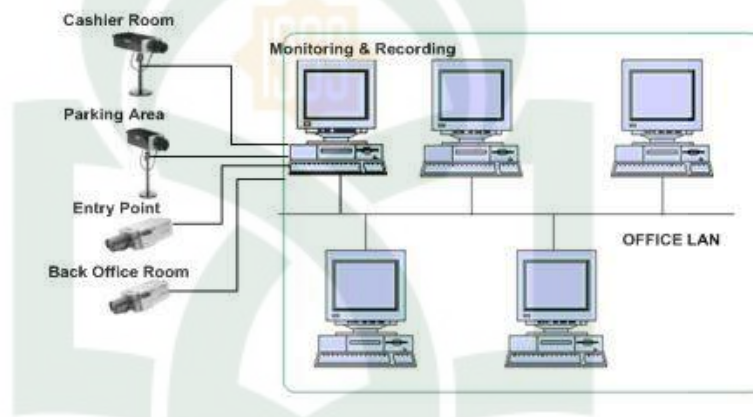 Cashier Room
Monitoring & Recording
Parking Area
Entry Point
OFFICE LAN
Back Office Room